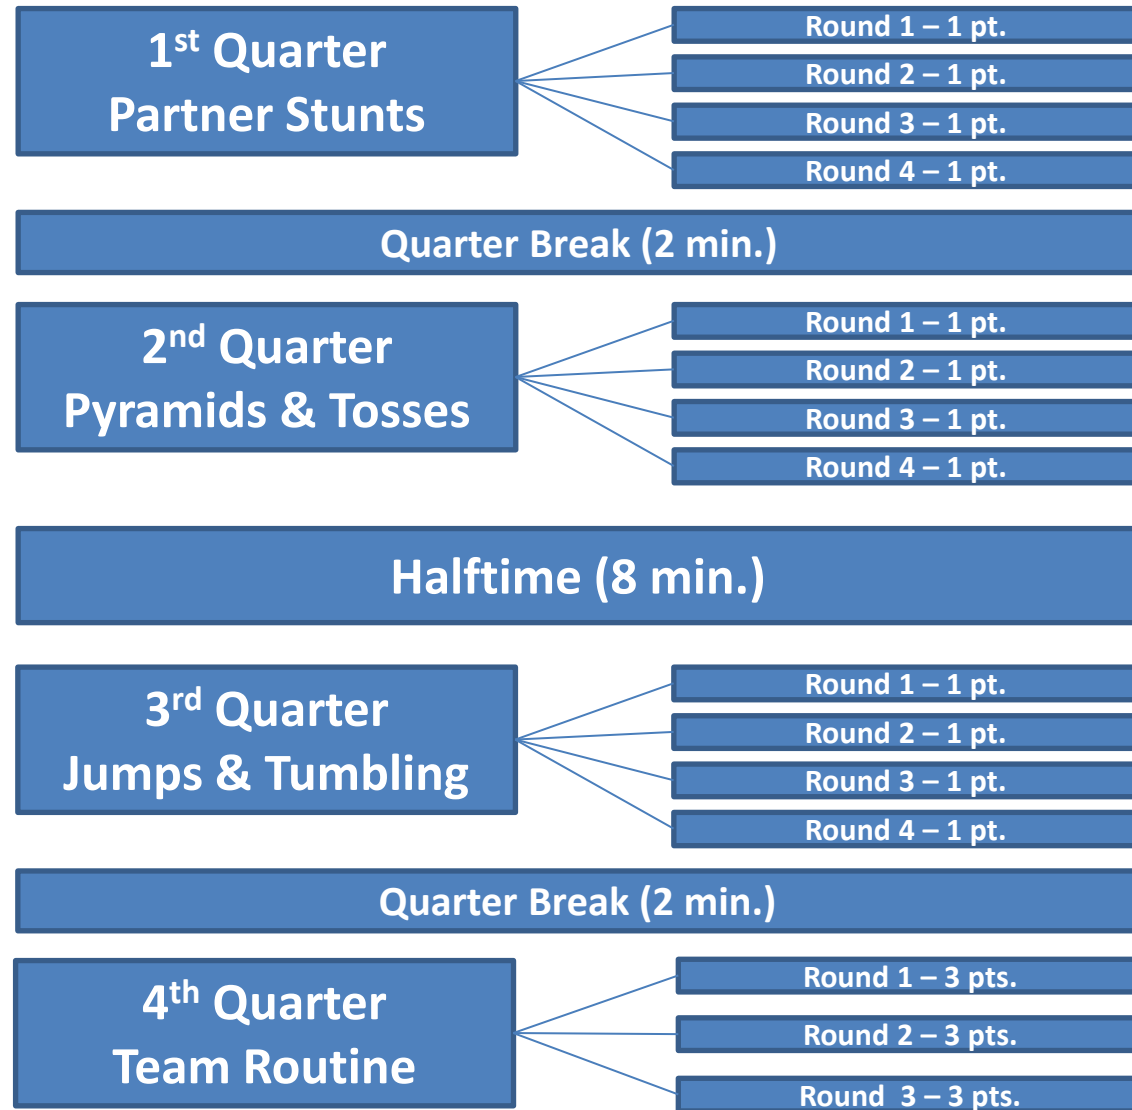 1st Quarter
Partner Stunts
Round 1 – 1 pt.
Round 2 – 1 pt.
Round 3 – 1 pt.
Round 4 – 1 pt.
Quarter Break (2 min.)
2nd Quarter
Pyramids & Tosses
Round 1 – 1 pt.
Round 2 – 1 pt.
Round 3 – 1 pt.
Round 4 – 1 pt.
Halftime (8 min.)
3rd Quarter
Jumps & Tumbling
Round 1 – 1 pt.
Round 2 – 1 pt.
Round 3 – 1 pt.
Round 4 – 1 pt.
Quarter Break (2 min.)
4th Quarter
Team Routine
Round 1 – 3 pts.
Round 2 – 3 pts.
Round  3 – 3 pts.